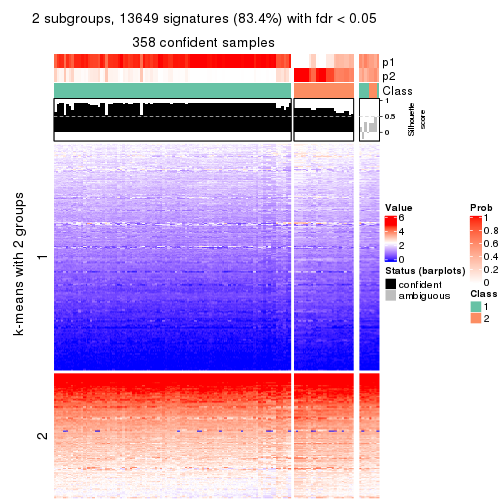 2 subgroups, 13649 signatures (83.4%) with fdr < 0.05
358 confident samples
p1
p2
Class
1
0.5
0
Silhouette
score
k-means with 2 groups
1
2
Value
6
4
2
0
Status (barplots)
confident
ambiguous
Prob
1
0.8
0.6
0.4
0.2
0
Class
1
2